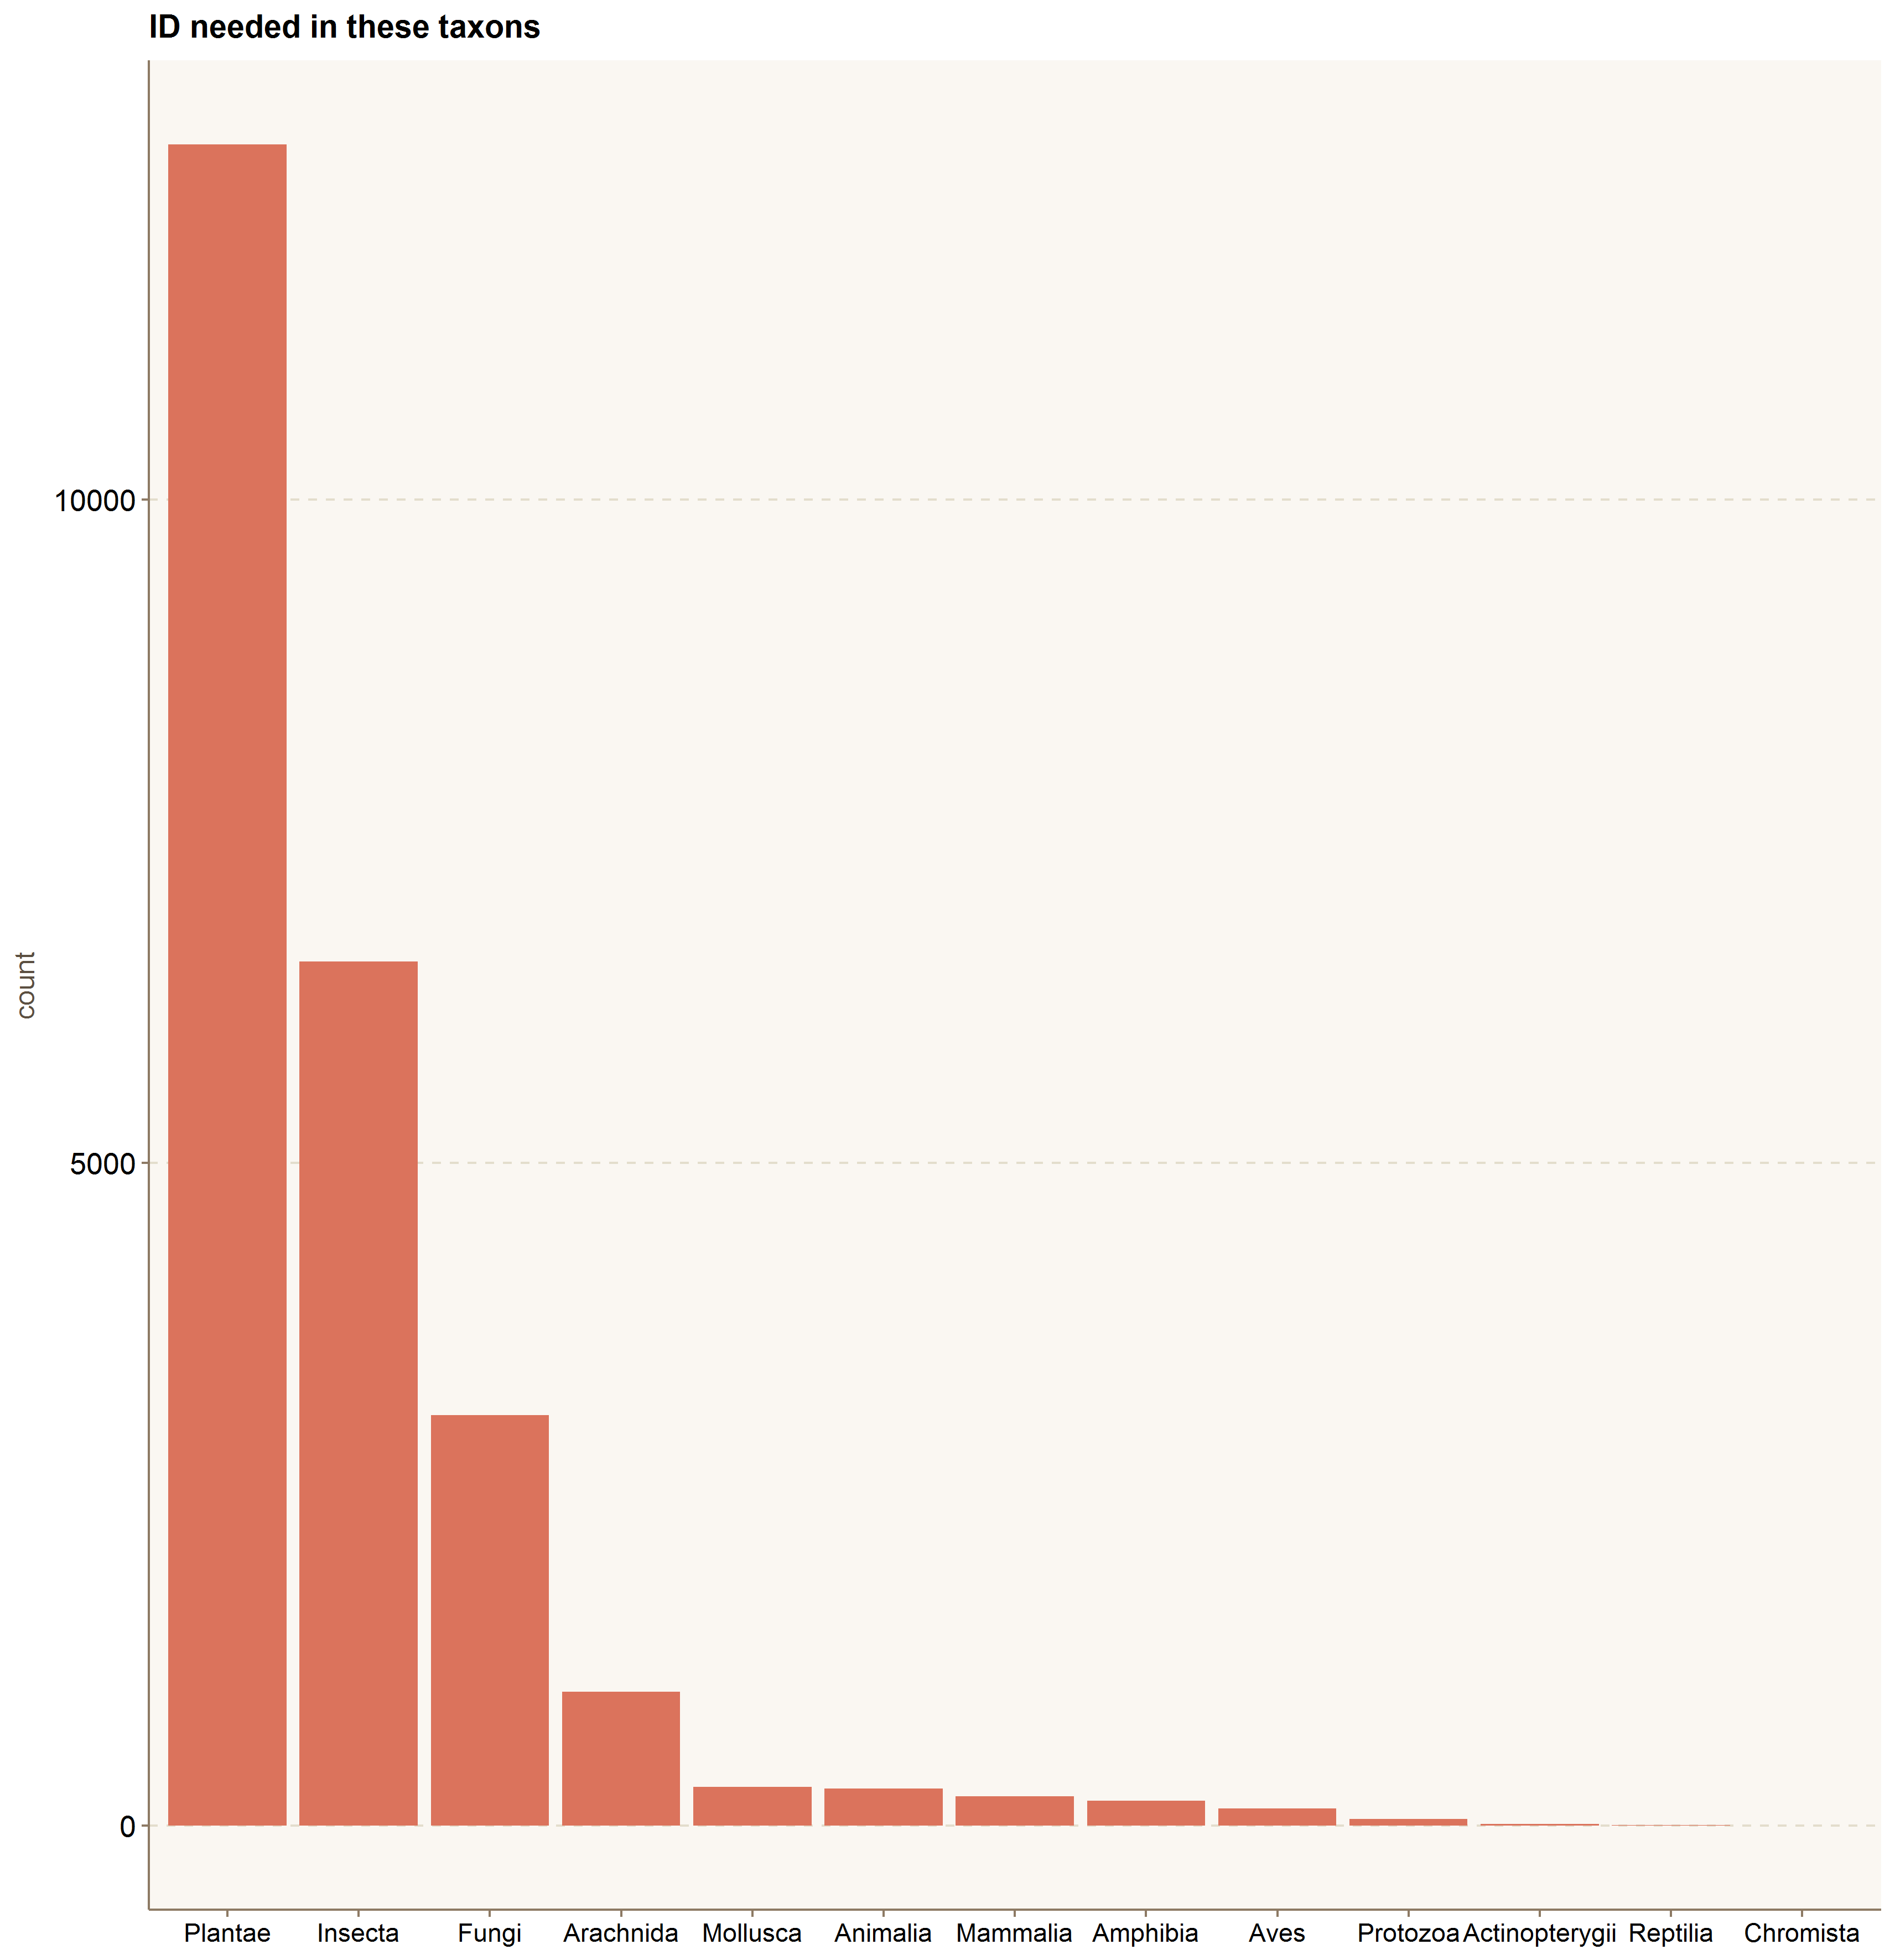 ID needed in these taxons
count
10000
5000
0
Plantae Insecta Fungi Arachnida Mollusca Animalia Mammalia Amphibia Aves Protozoa Actinopterygii Reptilia Chromista